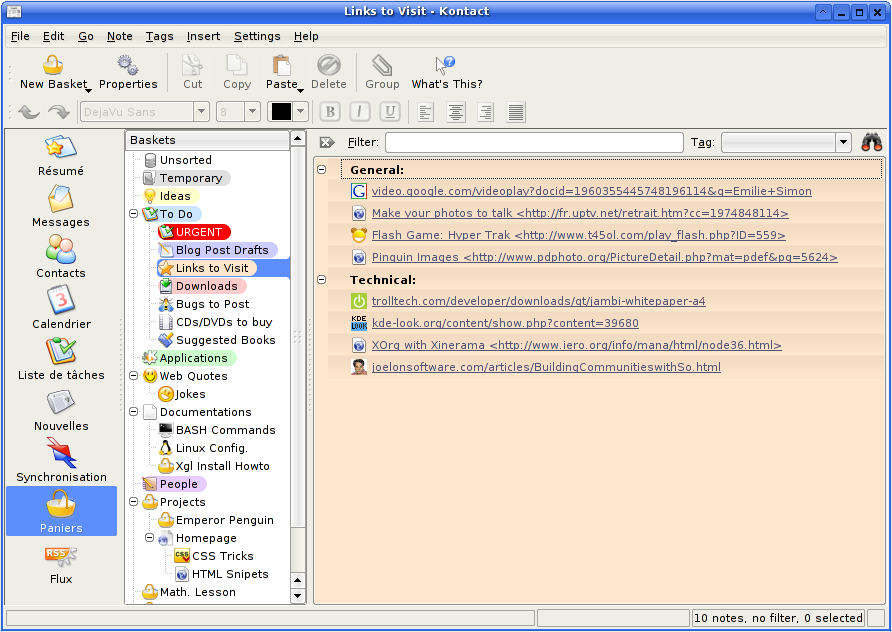 Links to Visit - Kontact
File Edit Go Note Tags Insert Settings Help
New Basket Properties Cut Copy Paste Delete Group What's This?
DejaVu Sans 8 B I U
Résumé
Messages
Contacts
Calendrier
Liste de tâches
Nouvelles
Synchronisation
Paniers
RSS
Flux
Baskets
Unsorted
Temporary
Ideas
To Do
URGENT
Blog Post Drafts
Links to Visit
Downloads
Bugs to Post
CDs/DVDs to buy
Suggested Books
Applications
Web Quotes
Jokes
Documentations
BASH Commands
Linux Config.
Xgl Install Howto
People
Projects
Emperor Penguin
Homepage
CSS CSS Tricks
HTML Snipets
Math. Lesson
Filter: Tag:
General:
G video.google.com/videoplay?docid=1960355445748196114&q=Emilie+Simon
Make your photos to talk <http://fr.uptv.net/retrait.htm?cc=1974848114>
Flash Game: Hyper Trak <http://www.t45ol.com/play_flash.php?ID=559>
Pinguin Images <http://www.pdphoto.org/PictureDetail.php?mat=pdef&pg=5624>
Technical:
trolltech.com/developer/downloads/qt/jambi-whitepaper-a4
KDE LOOK kde-look.org/content/show.php?content=39680
XOrg with Xinerama <http://www.iero.org/info/mana/html/node36.html>
joelonsoftware.com/articles/BuildingCommunitieswithSo.html
10 notes, no filter, 0 selected